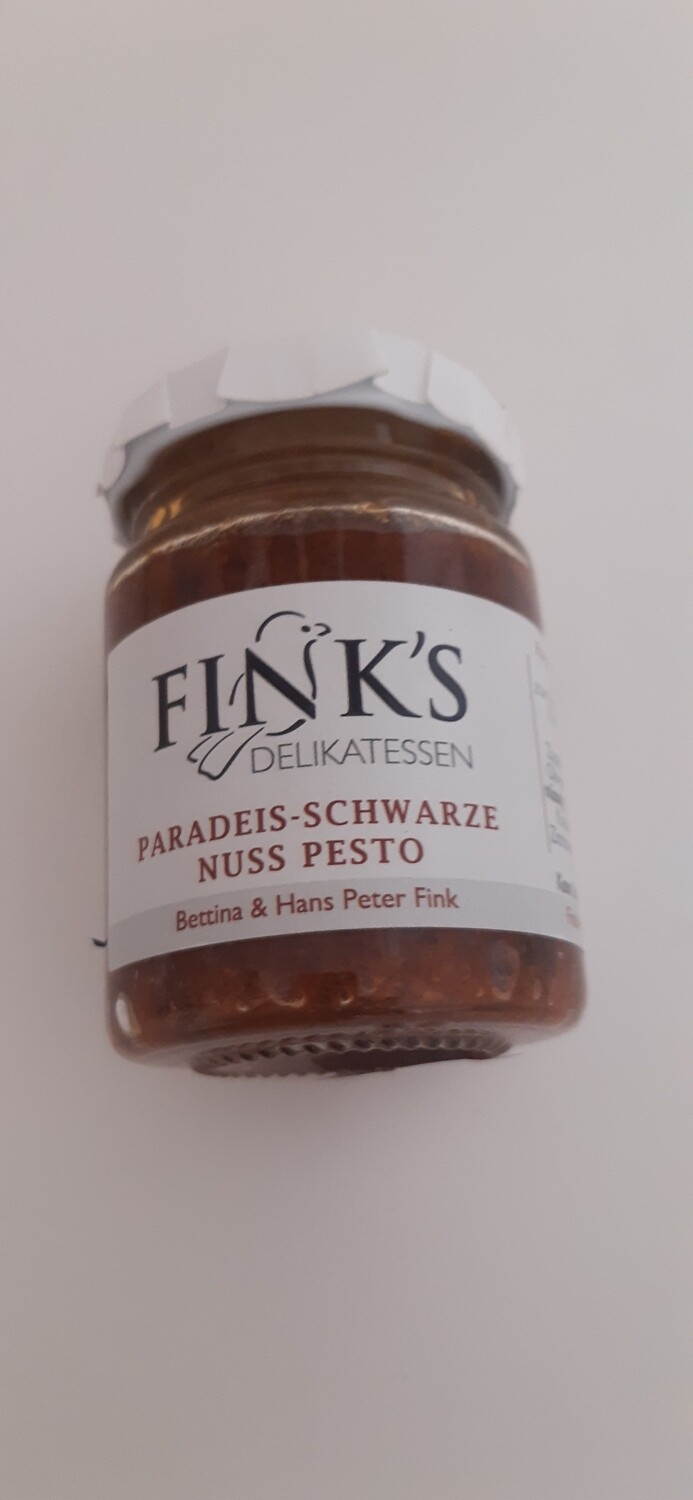 FINK'S
DELIKATESSEN
PARADEIS-SCHWARZE
NUSS PESTO
Bettina & Hans Peter Fink